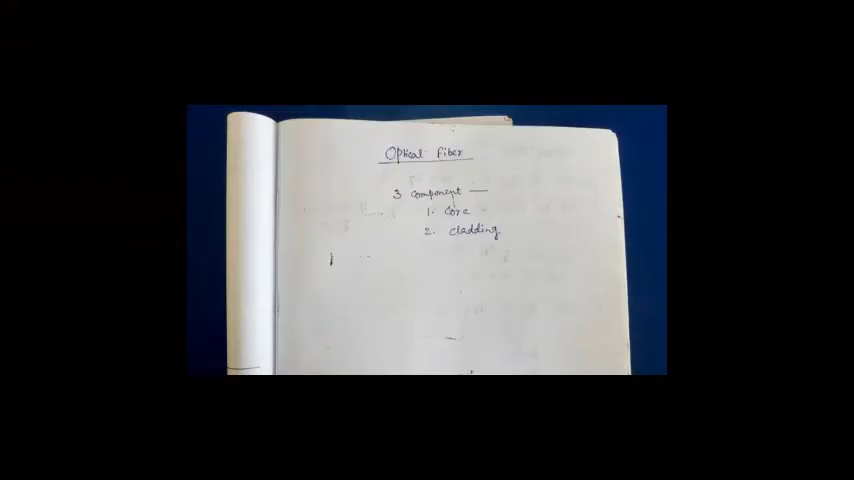 Optical Fiber
3 component —
1. Core
2. cladding